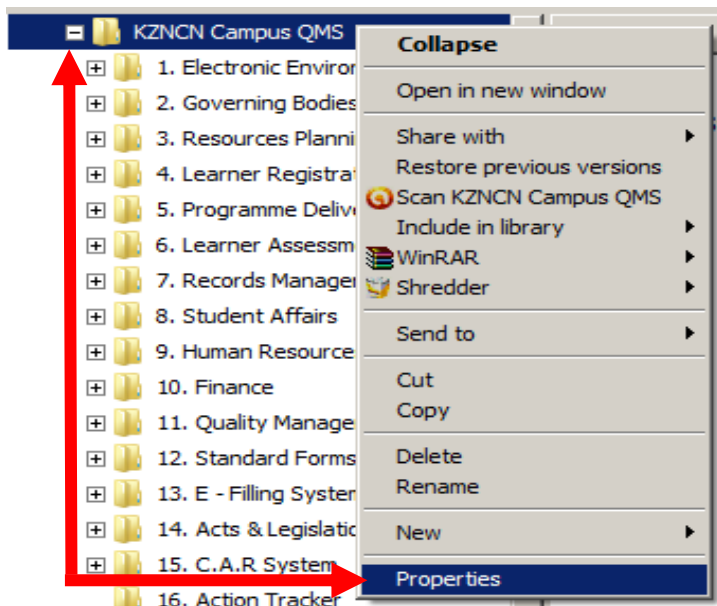 KZNCN Campus QMS
1. Electronic Enviror
2. Governing Bodies
3. Resources Planni
4. Learner Registrat
5. Programme Delive
6. Learner Assessm
7. Records Manager
8. Student Affairs
9. Human Resource
10. Finance
11. Quality Manage
12. Standard Forms
13. E - Filling System
14. Acts & Legislatio
15. C.A.R System
16. Action Tracker
Collapse
Open in new window
Share with
Restore previous versions
Scan KZNCN Campus QMS
Include in library
WinRAR
Shredder
Send to
Cut
Copy
Delete
Rename
New
Properties